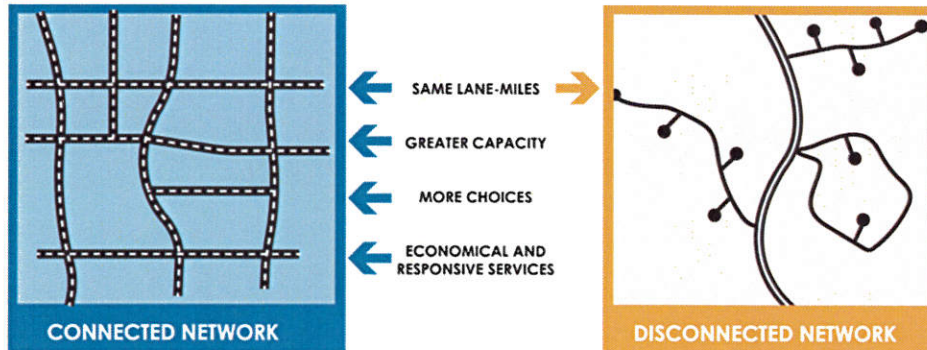 SAME LANE-MILES
GREATER CAPACITY
MORE CHOICES
ECONOMICAL AND
RESPONSIVE SERVICES
CONNECTED NETWORK
DISCONNECTED NETWORK